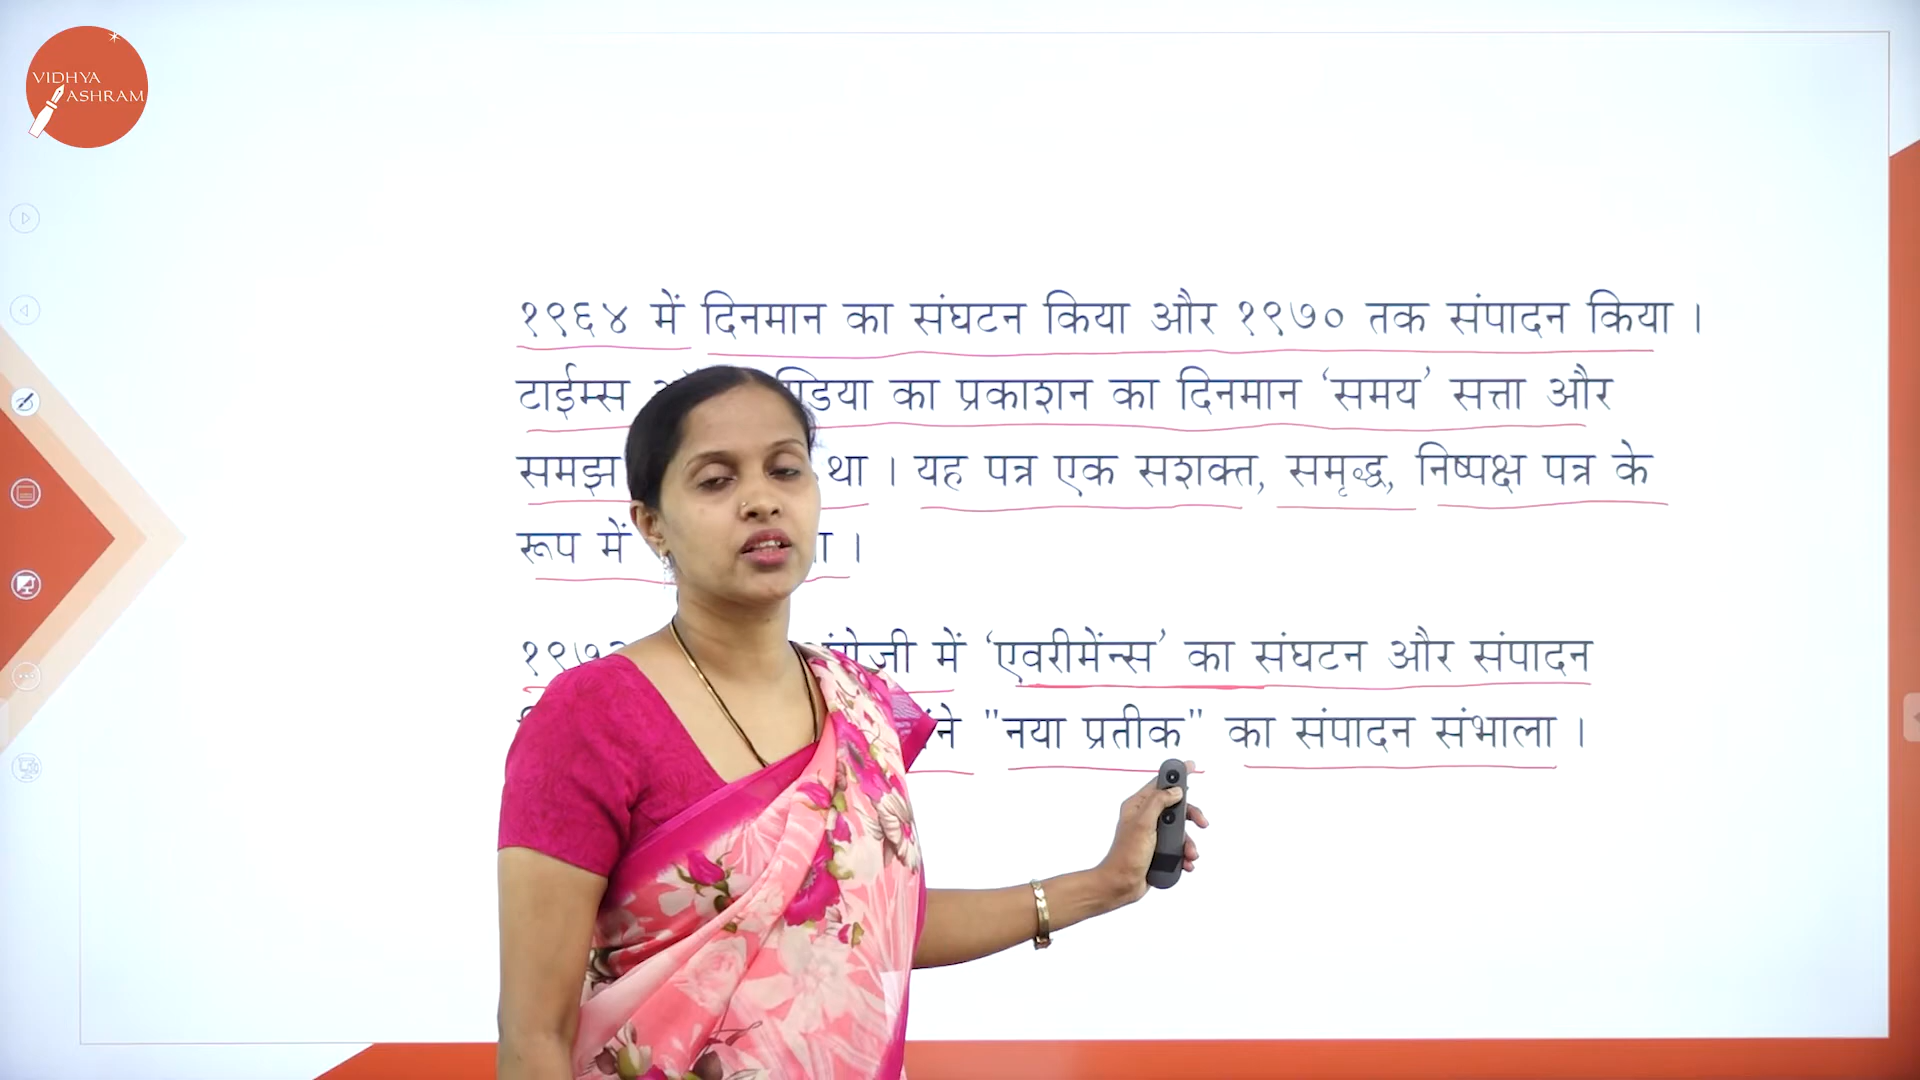 VIDHYA
ASHRAM
१९६४ में दिनमान का संघटन किया और १९७० तक संपादन किया ।
टाईम्स का प्रकाशन का दिनमान ‘समय’ सत्ता और
समझ था । यह पत्र एक सशक्त, समृद्ध, निष्पक्ष पत्र के
रूप में ।
में ‘एवरीमेंन्स’ का संघटन और संपादन
"नया प्रतीक" का संपादन संभाला ।